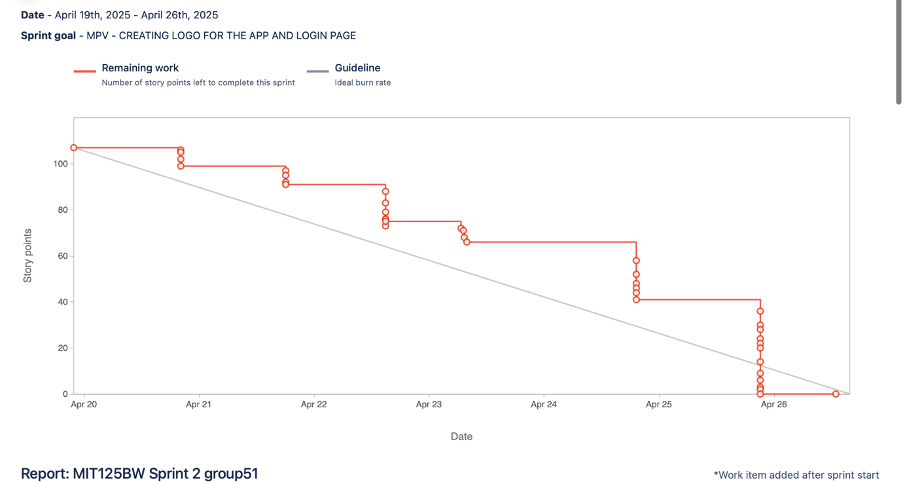 Date - April 19th, 2025 - April 26th, 2025
Sprint goal - MPV - CREATING LOGO FOR THE APP AND LOGIN PAGE
Remaining work
Number of story points left to complete this sprint
Guideline
Ideal burn rate
Story points
100
80
60
40
20
0
Apr 20 Apr 21 Apr 22 Apr 23 Apr 24 Apr 25 Apr 26
Date
Report: MIT125BW Sprint 2 group51
*Work item added after sprint start